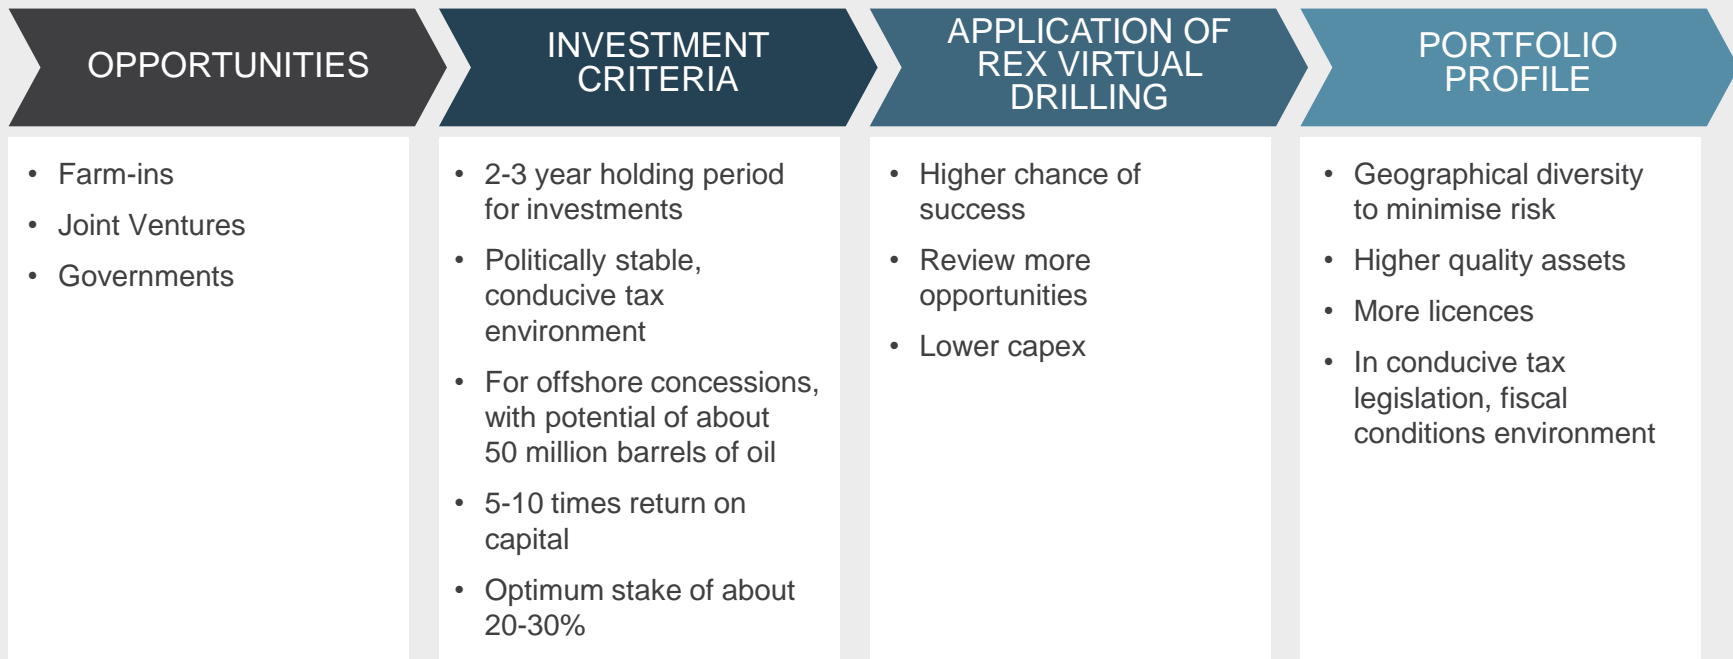 OPPORTUNITIES
• Farm-ins
• Joint Ventures
• Governments
INVESTMENT
CRITERIA
• 2-3 year holding period
for investments
• Politically stable,
conducive tax
environment
• For offshore concessions,
with potential of about
50 million barrels of oil
• 5-10 times return on
capital
• Optimum stake of about
20-30%
APPLICATION OF
REX VIRTUAL
DRILLING
• Higher chance of
success
• Review more
opportunities
• Lower capex
PORTFOLIO
PROFILE
• Geographical diversity
to minimise risk
• Higher quality assets
• More licences
• In conducive tax
legislation, fiscal
conditions environment